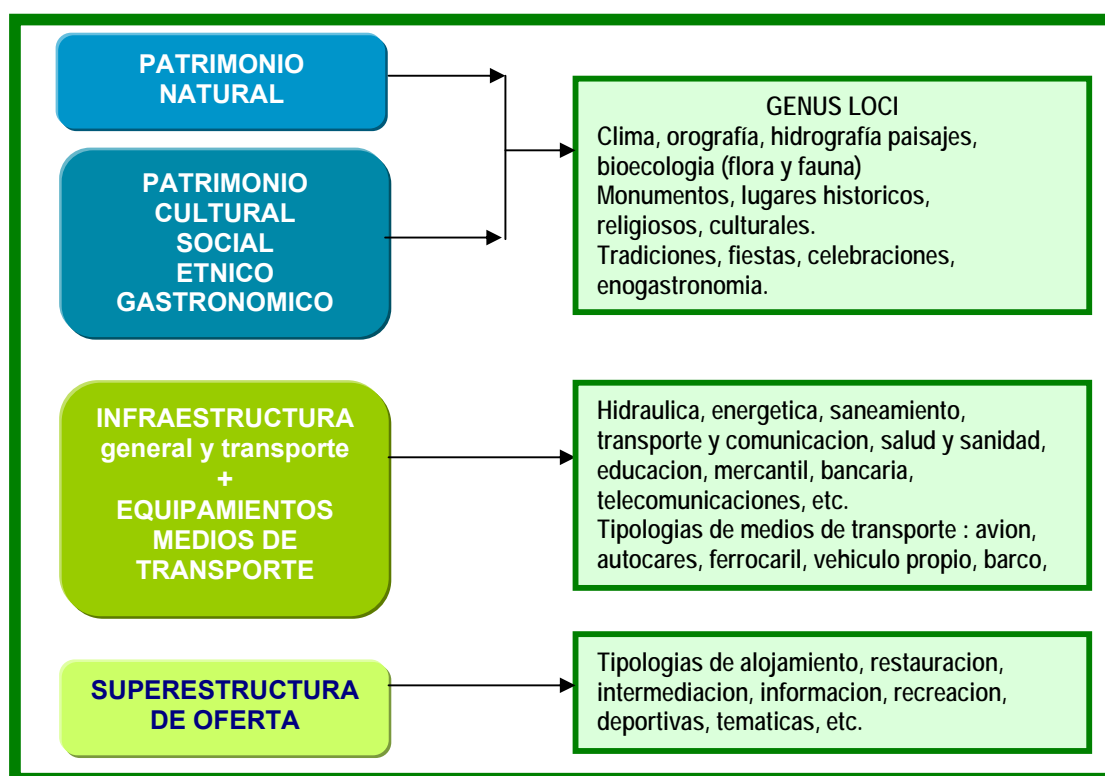 PATRIMONIO
NATURAL
GENUS LOCI
Clima, orografía, hidrografía paisajes,
bioecologia (flora y fauna)
Monumentos, lugares historicos,
religiosos, culturales.
Tradiciones, fiestas, celebraciones,
enogastronomia.
PATRIMONIO
CULTURAL
SOCIAL
ETNICO
GASTRONOMICO
INFRAESTRUCTURA
general y transporte
+
EQUIPAMIENTOS
MEDIOS DE
TRANSPORTE
Hidraulica, energetica, saneamiento,
transporte y comunicacion, salud y sanidad,
educacion, mercantil, bancaria,
telecomunicaciones, etc.
Tipologias de medios de transporte : avion,
autocares, ferrocaril, vehiculo propio, barco,
SUPERESTRUCTURA
DE OFERTA
Tipologias de alojamiento, restauracion,
intermediacion, informacion, recreacion,
deportivas, tematicas, etc.